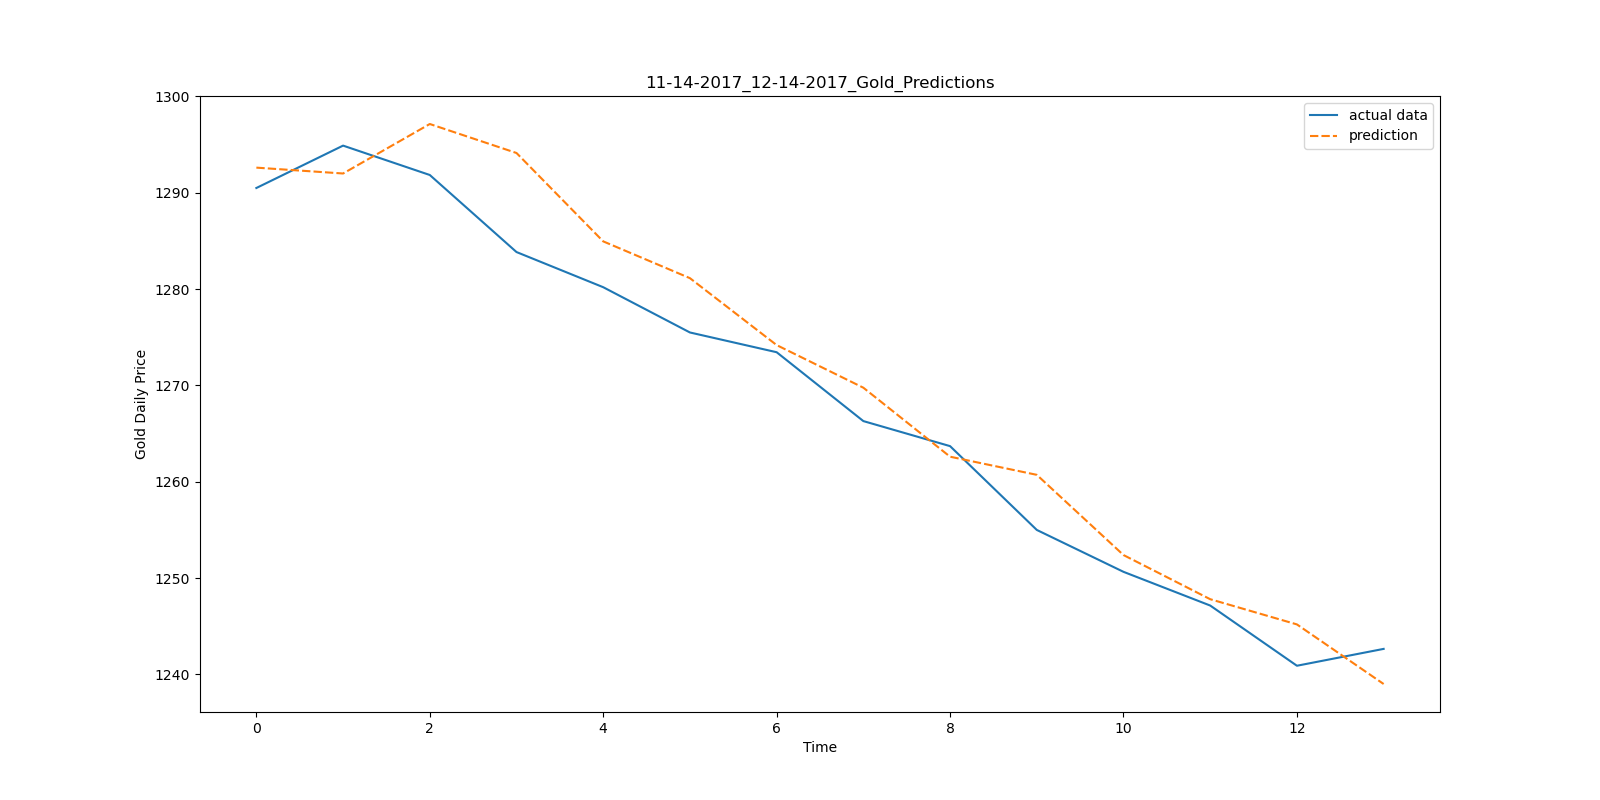 11-14-2017_12-14-2017_Gold_Predictions
1300
1290
1280
1270
1260
1250
1240
Gold Daily Price
0 2 4 6 8 10 12
Time
actual data
prediction